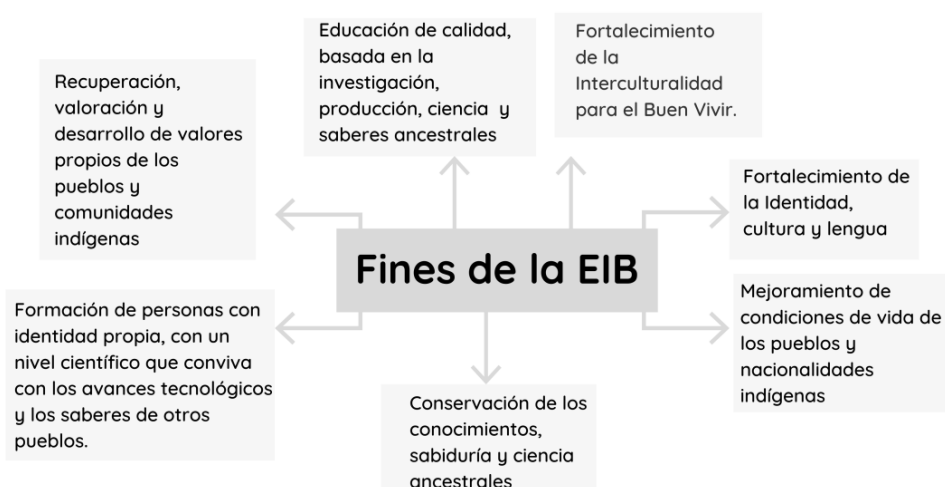 Educación de calidad,
basada en la
investigación,
producción, ciencia y
saberes ancestrales
Fortalecimiento
de la
Interculturalidad
para el Buen Vivir.
Recuperación,
valoración y
desarrollo de valores
propios de los
pueblos y
comunidades
indígenas
Fortalecimiento de
la Identidad,
cultura y lengua
Fines de la EIB
Formación de personas con
identidad propia, con un
nivel científico que conviva
con los avances tecnológicos
y los saberes de otros
pueblos.
Mejoramiento de
condiciones de vida de
los pueblos y
nacionalidades
indígenas
Conservación de los
conocimientos,
sabiduría y ciencia
ancestrales